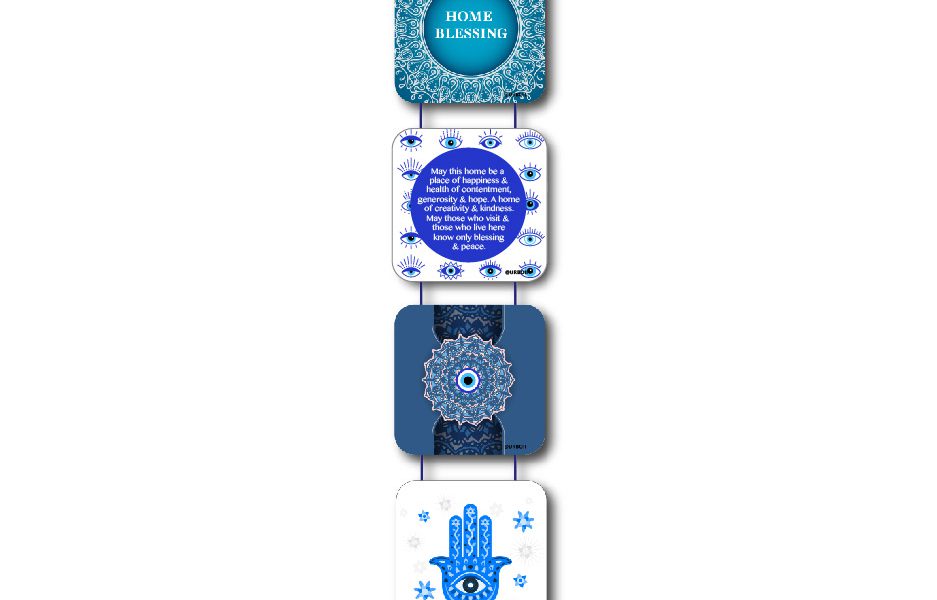 HOME
BLESSING
May this home be a
place of happiness &
health of contentment,
generosity & hope. A home
of creativity & kindness.
May those who visit &
those who live here
know only blessing
& peace.